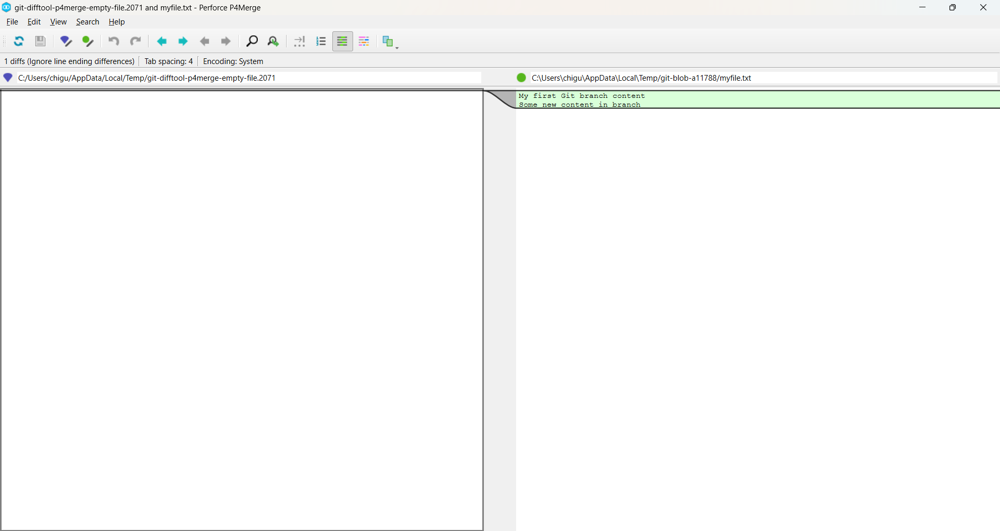 git-difftool-p4merge-empty-file.2071 and myfile.txt - Perforce P4Merge
File Edit View Search Help
1 diffs (Ignore line ending differences) Tab spacing: 4 Encoding: System
C:/Users/chigu/AppData/Local/Temp/git-difftool-p4merge-empty-file.2071
C:\Users\chigu\AppData\Local\Temp/git-blob-a11788/myfile.txt
My first Git branch content
Some new content in branch